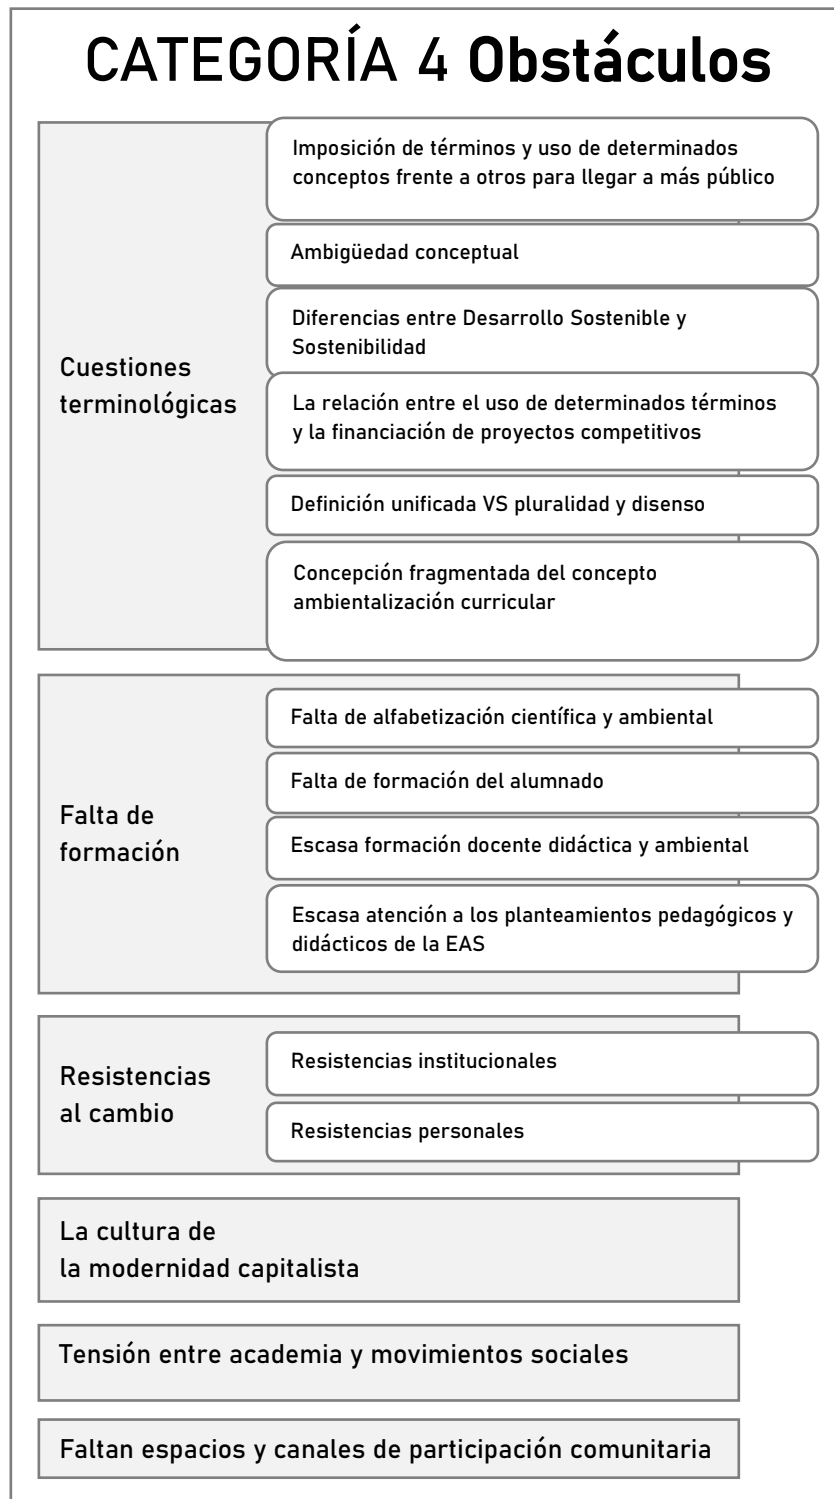 CATEGORÍA 4 Obstáculos
Cuestiones
terminológicas
Imposición de términos y uso de determinados
conceptos frente a otros para llegar a más público
Ambigüedad conceptual
Diferencias entre Desarrollo Sostenible y
Sostenibilidad
La relación entre el uso de determinados términos
y la financiación de proyectos competitivos
Definición unificada VS pluralidad y disenso
Concepción fragmentada del concepto
ambientalización curricular
Falta de
formación
Falta de alfabetización científica y ambiental
Falta de formación del alumnado
Escasa formación docente didáctica y ambiental
Escasa atención a los planteamientos pedagógicos y
didácticos de la EAS
Resistencias
al cambio
Resistencias institucionales
Resistencias personales
La cultura de
la modernidad capitalista
Tensión entre academia y movimientos sociales
Faltan espacios y canales de participación comunitaria